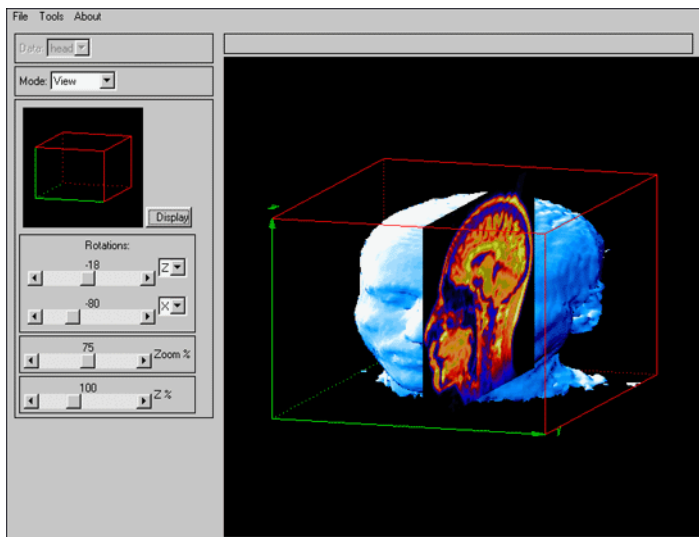 File Tools About
Data: head
Mode: View
Display
Rotations:
-18
Z
-80
X
75
Zoom %
100
Z %